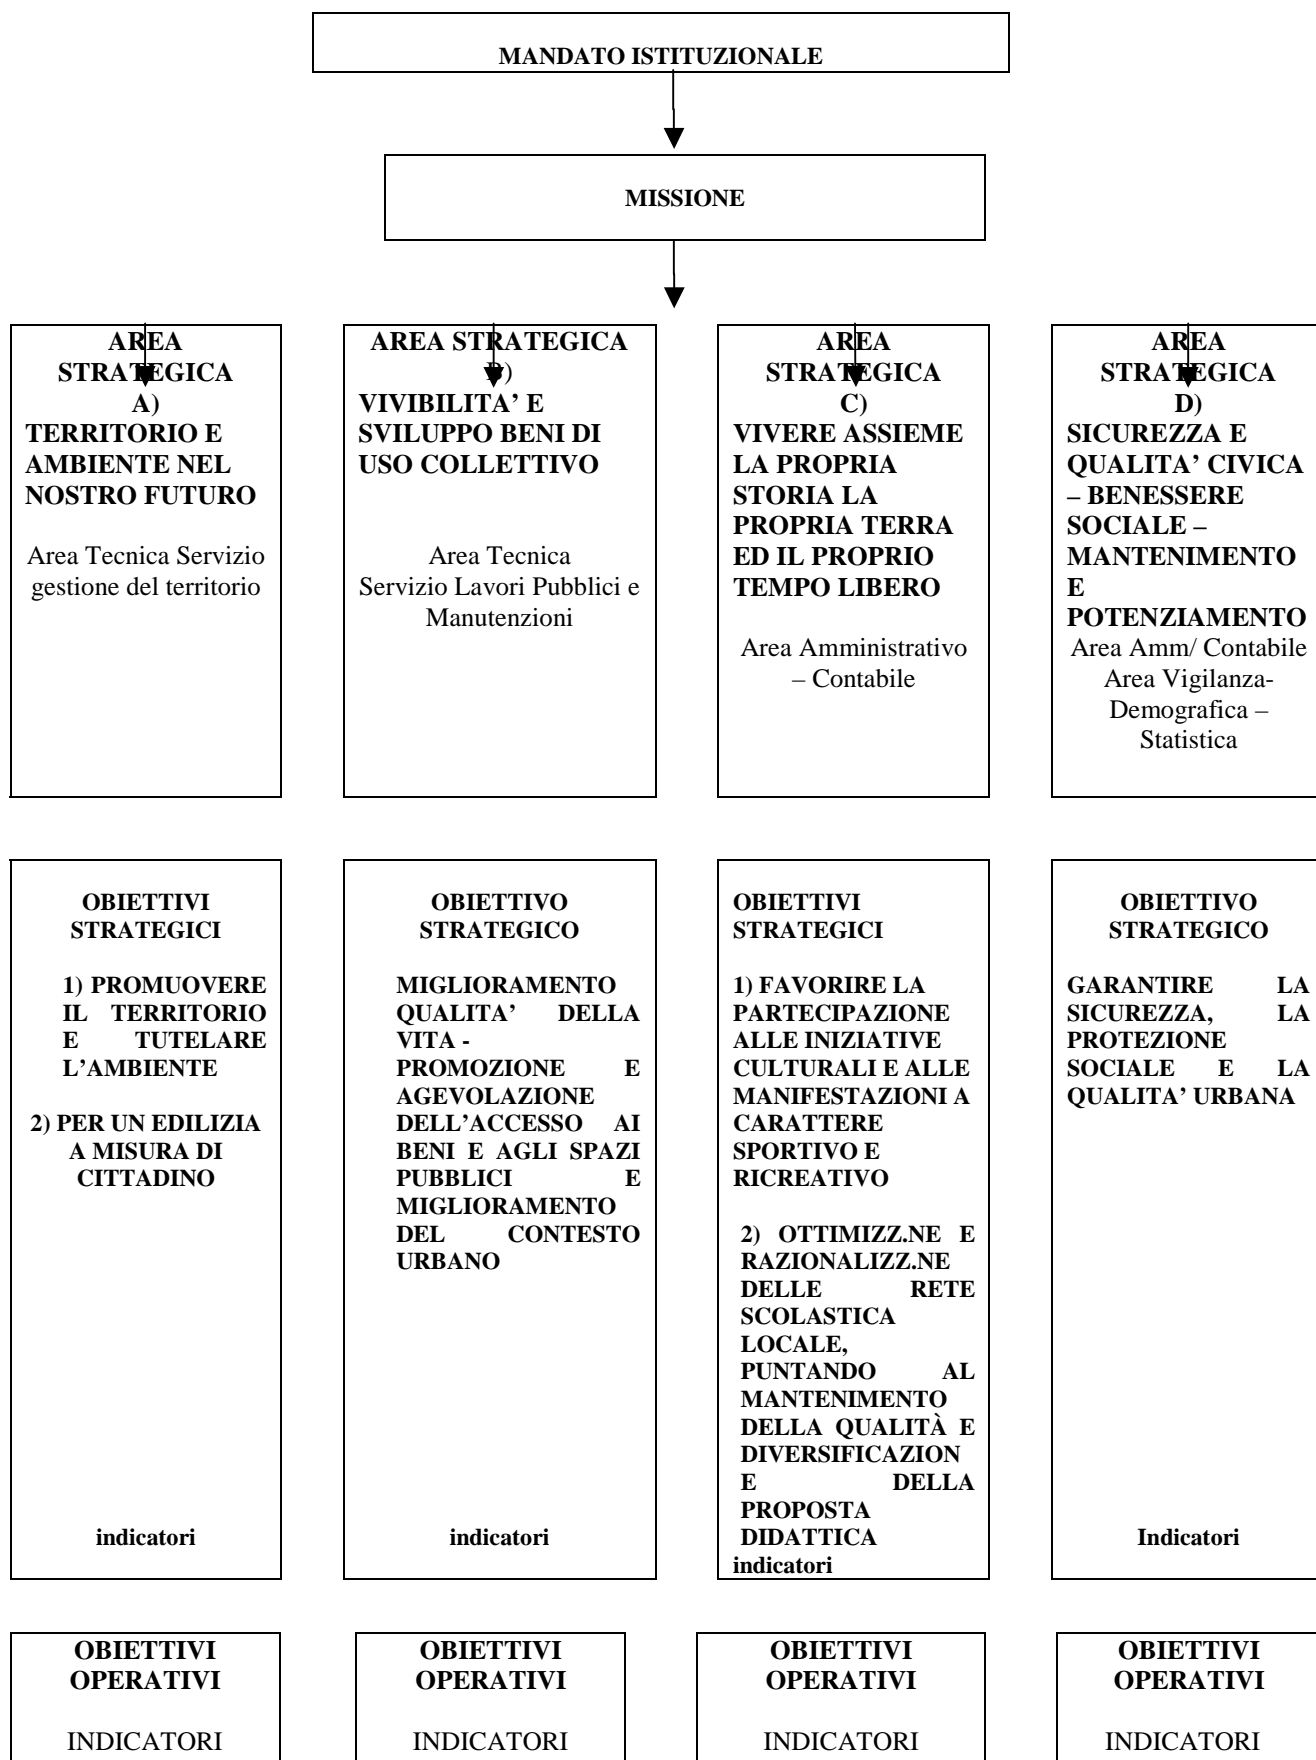 MANDATO ISTITUZIONALE
MISSIONE
AREA
STRATEGICA
A)
TERRITORIO E
AMBIENTE NEL
NOSTRO FUTURO
Area Tecnica Servizio
gestione del territorio
AREA STRATEGICA
B)
VIVIBILITA’ E
SVILUPPO BENI DI
USO COLLETTIVO
Area Tecnica
Servizio Lavori Pubblici e
Manutenzioni
AREA
STRATEGICA
C)
VIVERE ASSIEME
LA PROPRIA
STORIA LA
PROPRIA TERRA
ED IL PROPRIO
TEMPO LIBERO
Area Amministrativo
– Contabile
AREA
STRATEGICA
D)
SICUREZZA E
QUALITA’ CIVICA
– BENESSERE
SOCIALE –
MANTENIMENTO
E
POTENZIAMENTO
Area Amm/ Contabile
Area Vigilanza-
Demografica –
Statistica
OBIETTIVI
STRATEGICI
1) PROMUOVERE
IL TERRITORIO
E TUTELARE
L’AMBIENTE
2) PER UN EDILIZIA
A MISURA DI
CITTADINO
indicatori
OBIETTIVO
STRATEGICO
MIGLIORAMENTO
QUALITA’ DELLA
VITA -
PROMOZIONE E
AGEVOLAZIONE
DELL’ACCESSO AI
BENI E AGLI SPAZI
PUBBLICI E
MIGLIORAMENTO
DEL CONTESTO
URBANO
indicatori
OBIETTIVI
STRATEGICI
1) FAVORIRE LA
PARTECIPAZIONE
ALLE INIZIATIVE
CULTURALI E ALLE
MANIFESTAZIONI A
CARATTERE
SPORTIVO E
RICREATIVO
2) OTTIMIZZ.NE E
RAZIONALIZZ.NE
DELLE RETE
SCOLASTICA
LOCALE,
PUNTANDO AL
MANTENIMENTO
DELLA QUALITÀ E
DIVERSIFICAZION
E DELLA
PROPOSTA
DIDATTICA
indicatori
OBIETTIVO
STRATEGICO
GARANTIRE LA
SICUREZZA, LA
PROTEZIONE
SOCIALE E LA
QUALITA’ URBANA
Indicatori
OBIETTIVI
OPERATIVI
INDICATORI
OBIETTIVI
OPERATIVI
INDICATORI
OBIETTIVI
OPERATIVI
INDICATORI
OBIETTIVI
OPERATIVI
INDICATORI